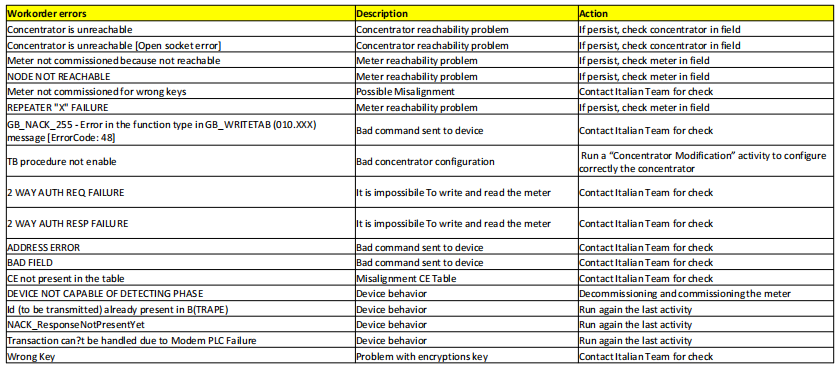 Workorder errors Description Action
Concentrator is unreachable Concentrator reachability problem If persist, check concentrator in field
Concentrator is unreachable [Open socket error] Concentrator reachability problem If persist, check concentrator in field
Meter not commissioned because not reachable Meter reachability problem If persist, check meter in field
NODE NOT REACHABLE Meter reachability problem If persist, check meter in field
Meter not commissioned for wrong keys Possible Misalignment Contact Italian Team for check
REPEATER "X" FAILURE Meter reachability problem If persist, check meter in field
GB_NACK_255 - Error in the function type in GB_WRITETAB (010.XXX)
message [ErrorCode: 48] Bad command sent to device Contact Italian Team for check
TB procedure not enable Bad concentrator configuration Run a “Concentrator Modification” activity to configure
correctly the concentrator
2 WAY AUTH REQ FAILURE It is impossibile To write and read the meter Contact Italian Team for check
2 WAY AUTH RESP FAILURE It is impossibile To write and read the meter Contact Italian Team for check
ADDRESS ERROR Bad command sent to device Contact Italian Team for check
BAD FIELD Bad command sent to device Contact Italian Team for check
CE not present in the table Misalignment CE Table Contact Italian Team for check
DEVICE NOT CAPABLE OF DETECTING PHASE Device behavior Decommissioning and commissioning the meter
Id (to be transmitted) already present in B(TRAPE) Device behavior Run again the last activity
NACK_ResponseNotPresentYet Device behavior Run again the last activity
Transaction can?t be handled due to Modem PLC Failure Device behavior Run again the last activity
Wrong Key Problem with encryptions key Contact Italian Team for check